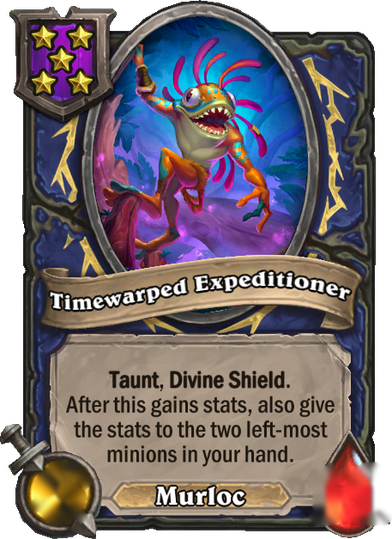 Timewarped Expeditioner
Taunt, Divine Shield.
After this gains stats, also give
the stats to the two left-most
minions in your hand.
Murloc